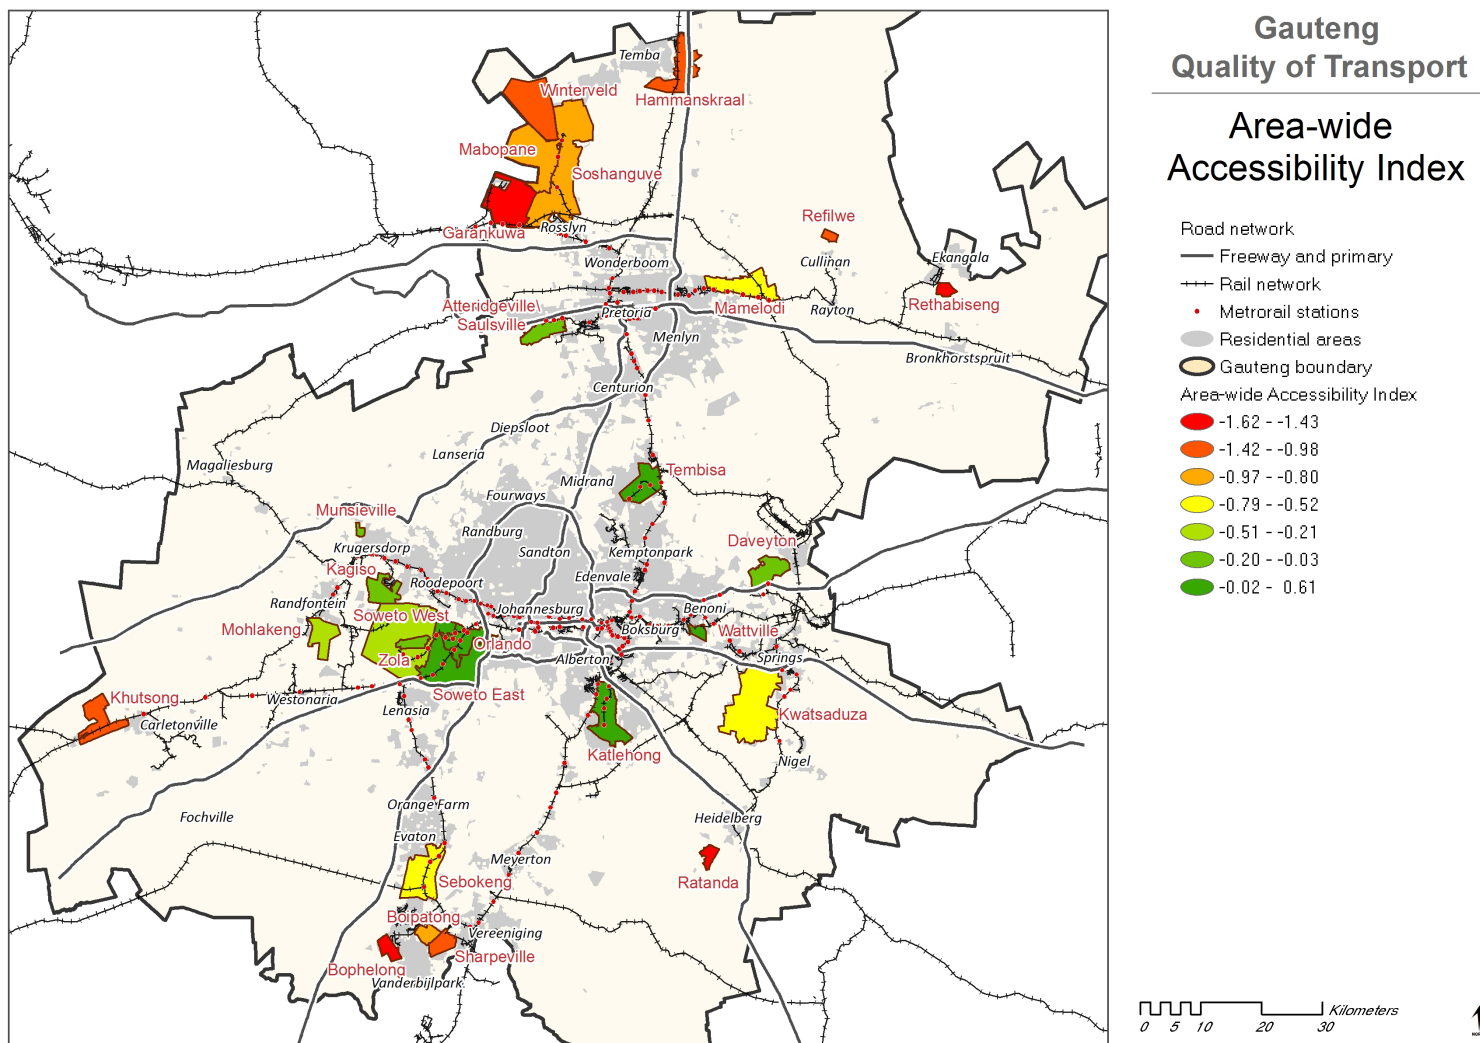 Gauteng
Quality of Transport
Area-wide
Accessibility Index
Road network
Freeway and primary
Rail network
Metrorail stations
Residential areas
Gauteng boundary
Area-wide Accessibility Index
-1.62 - -1.43
-1.42 - -0.98
-0.97 - -0.80
-0.79 - -0.52
-0.51 - -0.21
-0.20 - -0.03
-0.02 - 0.61
Kilometers
0 5 10 20 30
Temba
Winterveld
Hammanskraal
Mabopane
Soshanguve
Refilwe
Garankuwa
Rosslyn
Ekangala
Wonderboom
Cullinan
Atteridgeville\
Saulsville
Pretoria
Mamelodi
Rayton
Rethabiseng
Menlyn
Bronkhorstspruit
Centurion
Diepsloot
Lanseria
Magaliesburg
Tembisa
Midrand
Fourways
Munsieville
Randburg
Krugersdorp
Sandton
Kemptonpark
Daveyton
Kagiso
Roodepoort
Edenvale
Randfontein
Soweto West
Johannesburg
Benoni
Mohlakeng
Orlando
Boksburg
Wattville
Zola
Alberton
Springs
Khutsong
Westonaria
Soweto East
Carletonville
Lenasia
Kwatsaduza
Katlehong
Nigel
Orange Farm
Fochville
Heidelberg
Evaton
Meyerton
Sebokeng
Ratanda
Boipatong
Vereeniging
Sharpeville
Bophelong
Vanderbijlpark